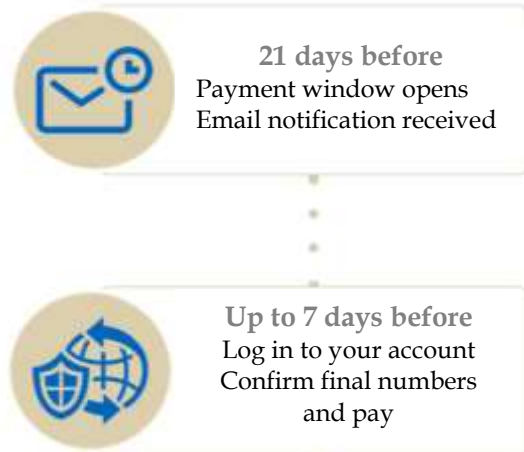 21 days before
Payment window opens
Email notification received
Up to 7 days before
Log in to your account
Confirm final numbers
and pay